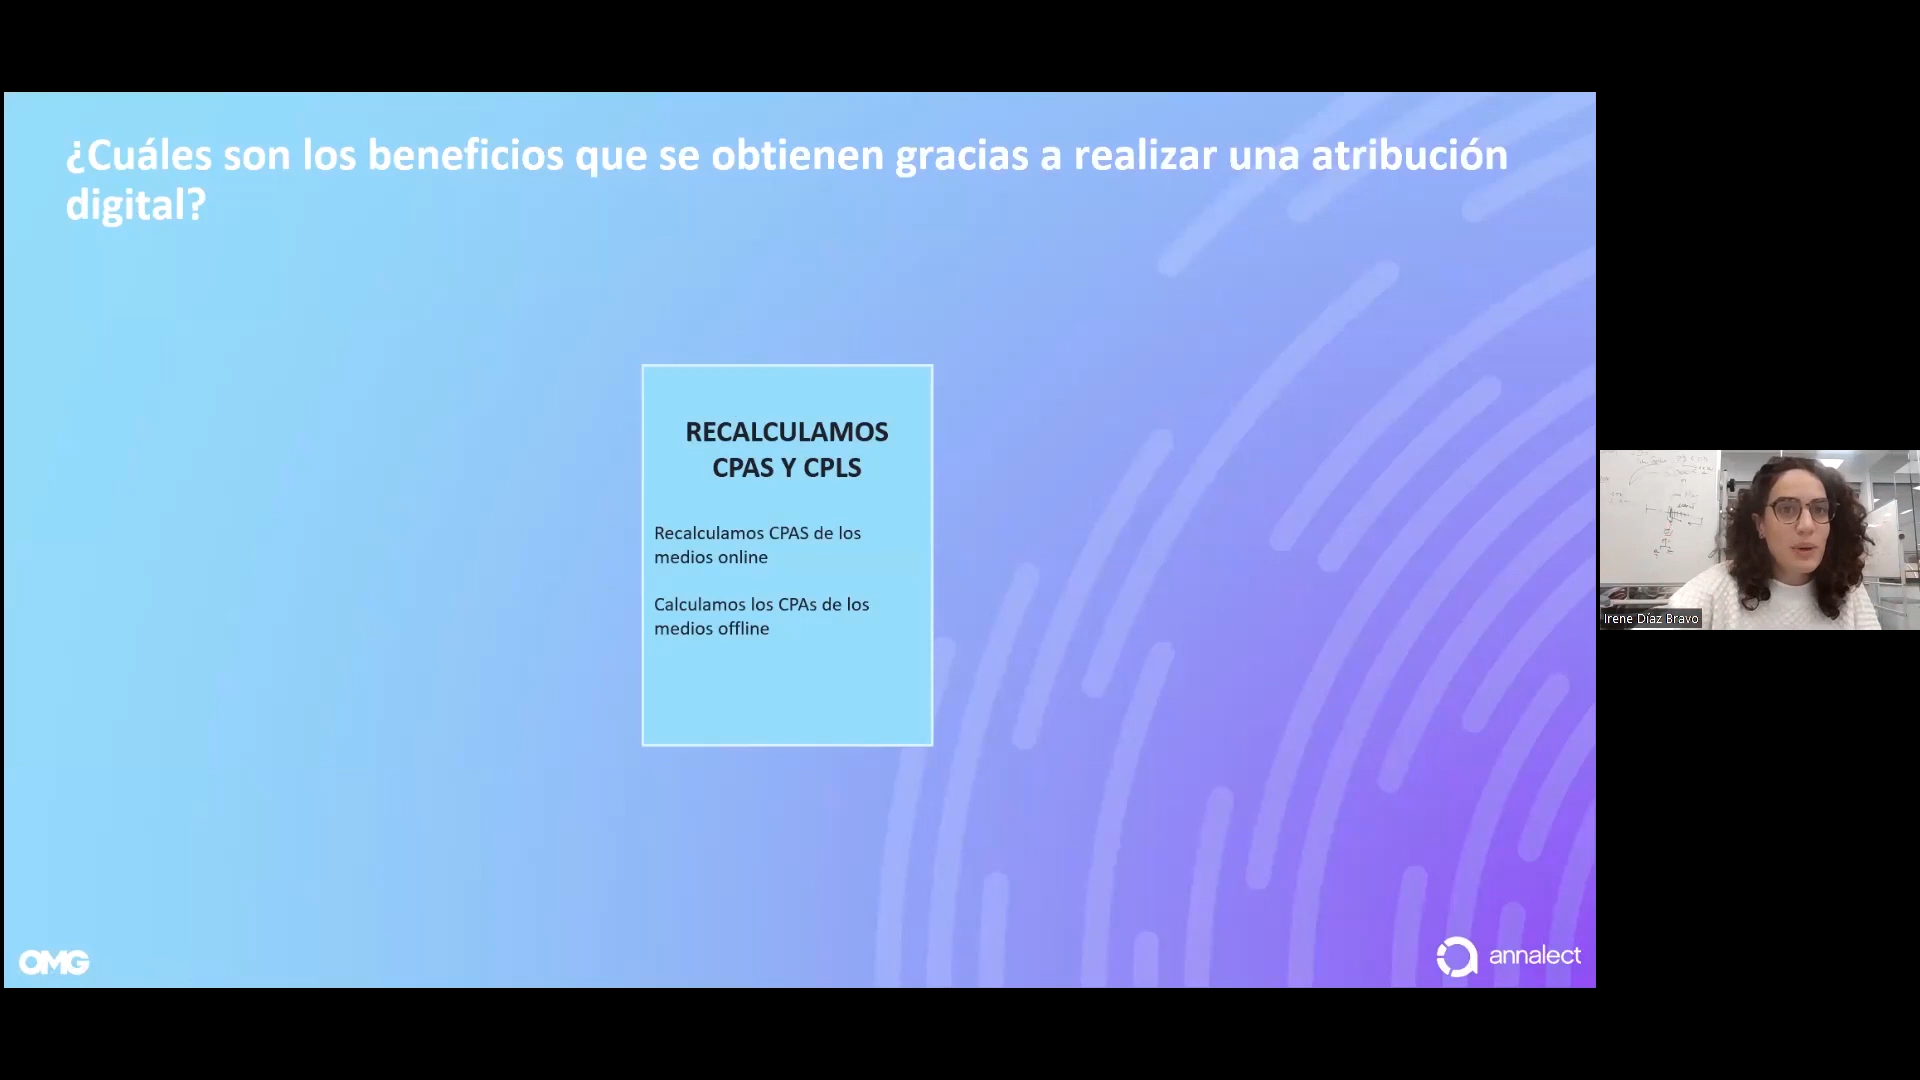 ¿Cuáles son los beneficios que se obtienen gracias a realizar una atribución
digital?
RECALCULAMOS
CPAS Y CPLS
Recalculamos CPAS de los
medios online
Calculamos los CPAs de los
medios offline
OMG
annalect
Irene Díaz Bravo